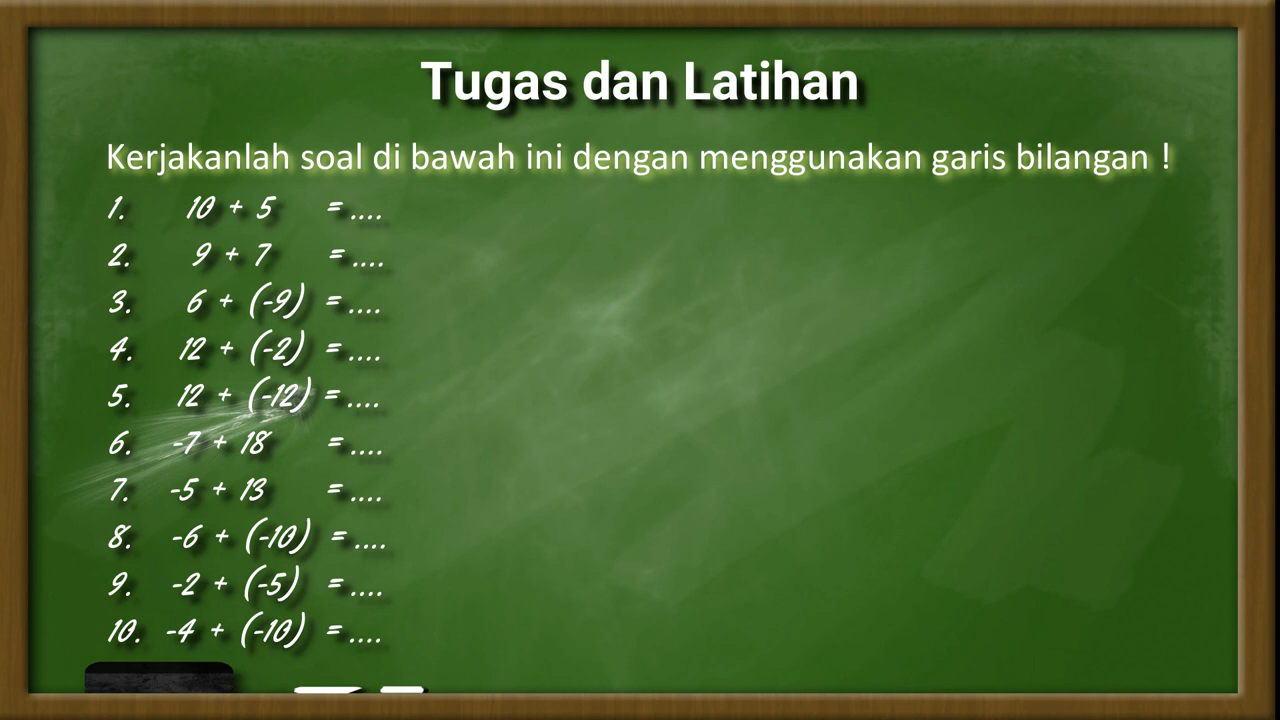 Tugas dan Latihan
Kerjakanlah soal di bawah ini dengan menggunakan garis bilangan !
1. 10 + 5 = ....
2. 9 + 7 = ....
3. 6 + (-9) = ....
4. 12 + (-2) = ....
5. 12 + (-12) = ....
6. -7 + 18 = ....
7. -5 + 13 = ....
8. -6 + (-10) = ....
9. -2 + (-5) = ....
10. -4 + (-10) = ....